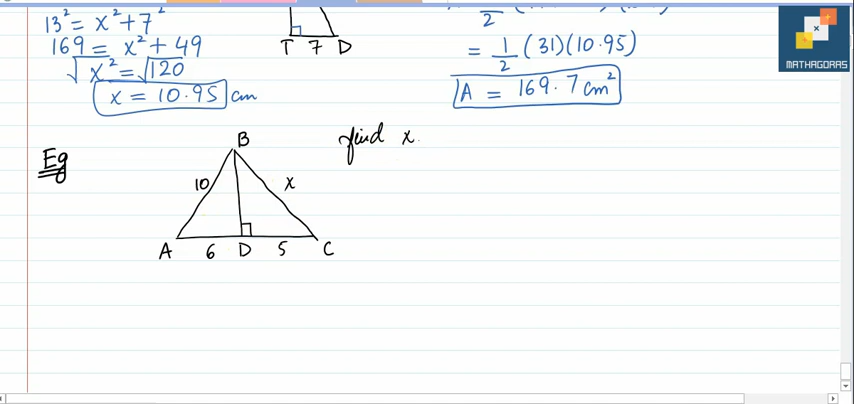 13² = x² + 7²
169 = x² + 49
√x² = √120
x = 10.95 cm
T 7 D
2
= 1/2 (31)(10.95)
A = 169.7 cm²
MATHAGORAS
Eg
find x.
B
10
x
A 6 D 5 C